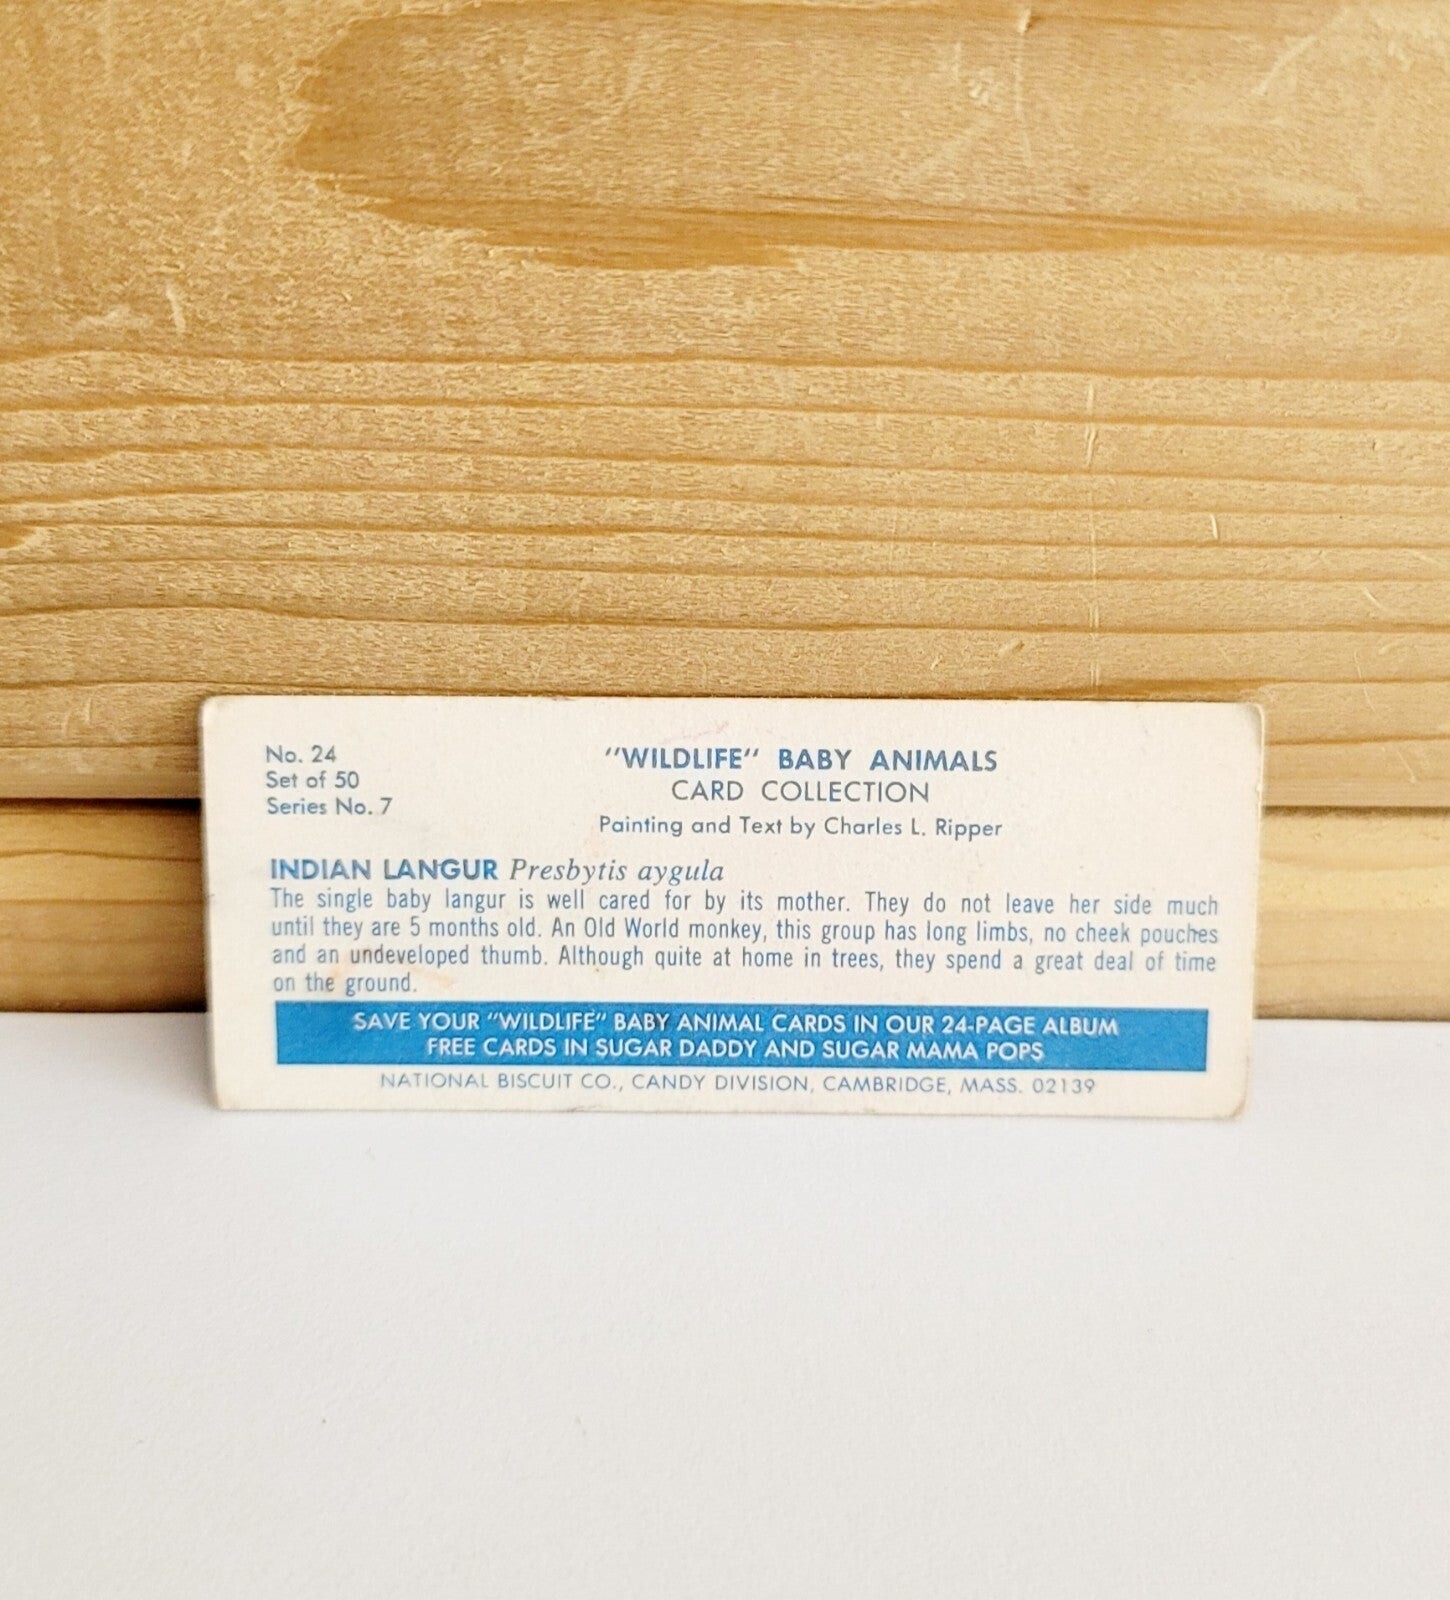 No. 24
Set of 50
Series No. 7
"WILDLIFE" BABY ANIMALS
CARD COLLECTION
Painting and Text by Charles L. Ripper
INDIAN LANGUR Presbytis aygula
The single baby langur is well cared for by its mother. They do not leave her side much
until they are 5 months old. An Old World monkey, this group has long limbs, no cheek pouches
and an undeveloped thumb. Although quite at home in trees, they spend a great deal of time
on the ground.
SAVE YOUR "WILDLIFE" BABY ANIMAL CARDS IN OUR 24-PAGE ALBUM
FREE CARDS IN SUGAR DADDY AND SUGAR MAMA POPS
NATIONAL BISCUIT CO., CANDY DIVISION, CAMBRIDGE, MASS. 02139